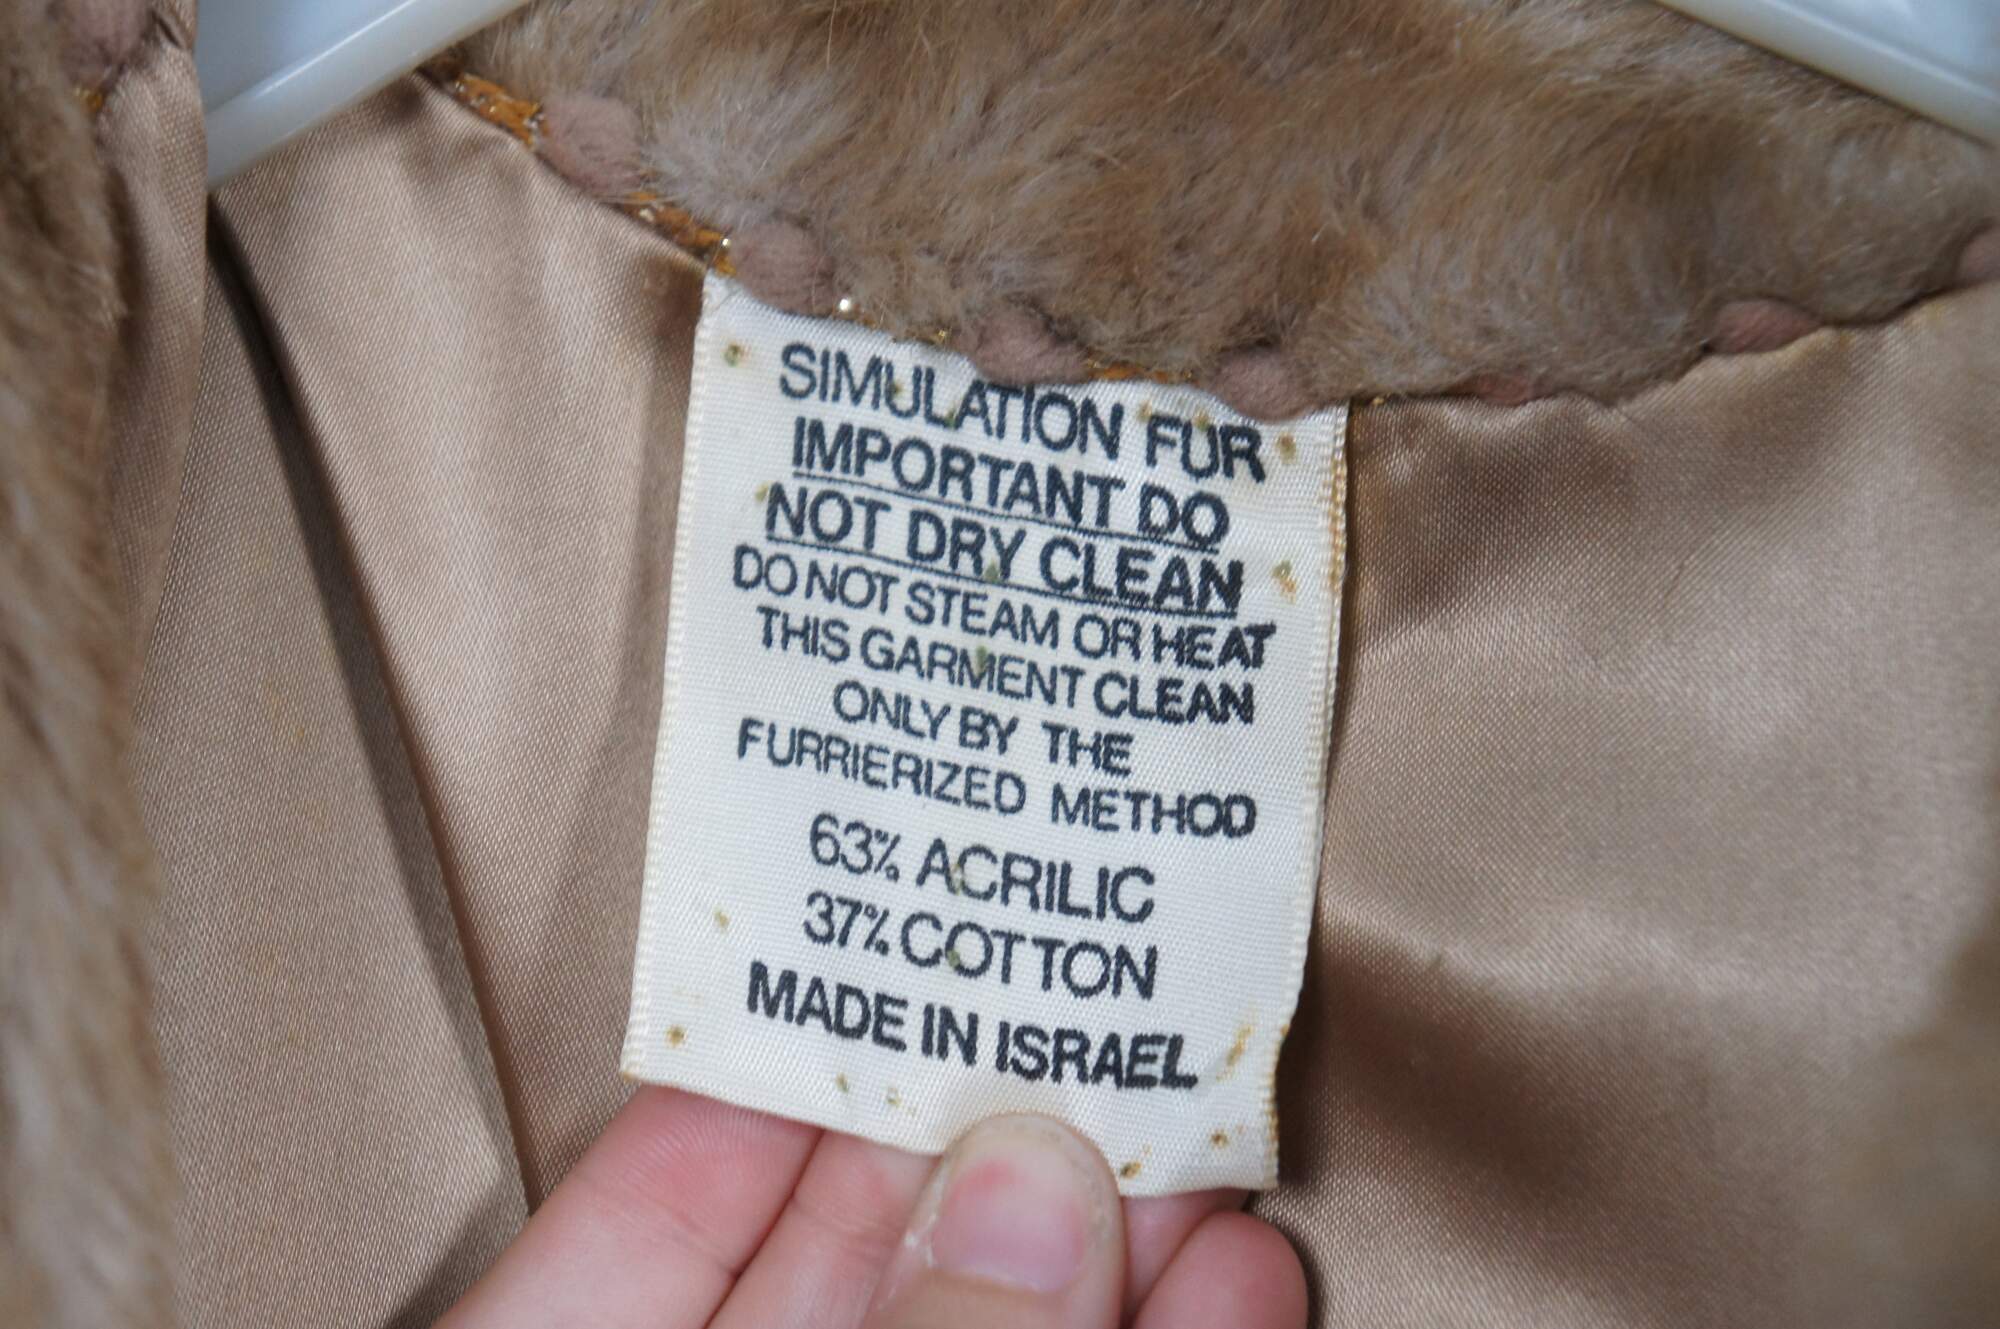 SIMULATION FUR
IMPORTANT DO
NOT DRY CLEAN
DO NOT STEAM OR HEAT
THIS GARMENT CLEAN
ONLY BY THE
FURRIERIZED METHOD
63% ACRILIC
37% COTTON
MADE IN ISRAEL